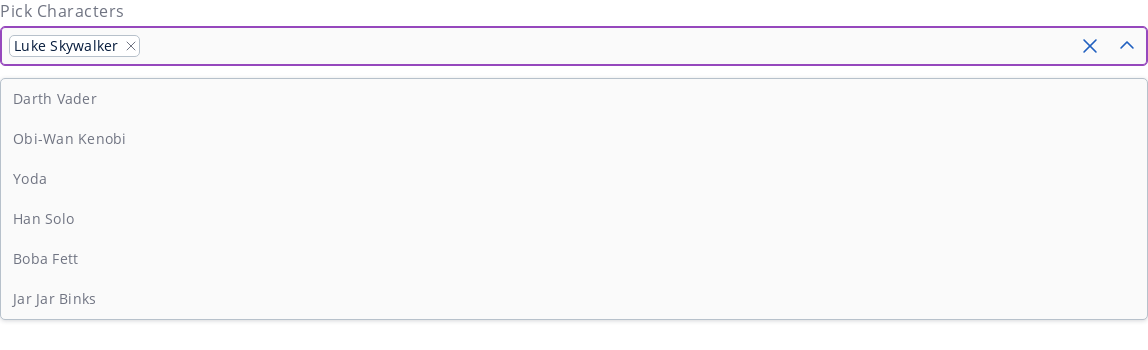 Pick Characters
Luke Skywalker
Darth Vader
Obi-Wan Kenobi
Yoda
Han Solo
Boba Fett
Jar Jar Binks